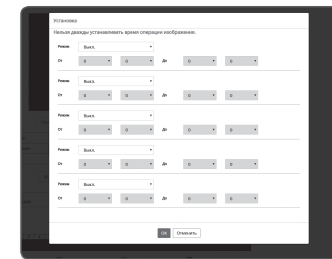 Установка
Нельзя дважды устанавливать время операции изображение.
Режим Выкл.
От 0 0 До 0 0
Режим Выкл.
От 0 0 До 0 0
Режим Выкл.
От 0 0 До 0 0
Режим Выкл.
От 0 0 До 0 0
Режим Выкл.
От 0 0 До 0 0
OK Отменить